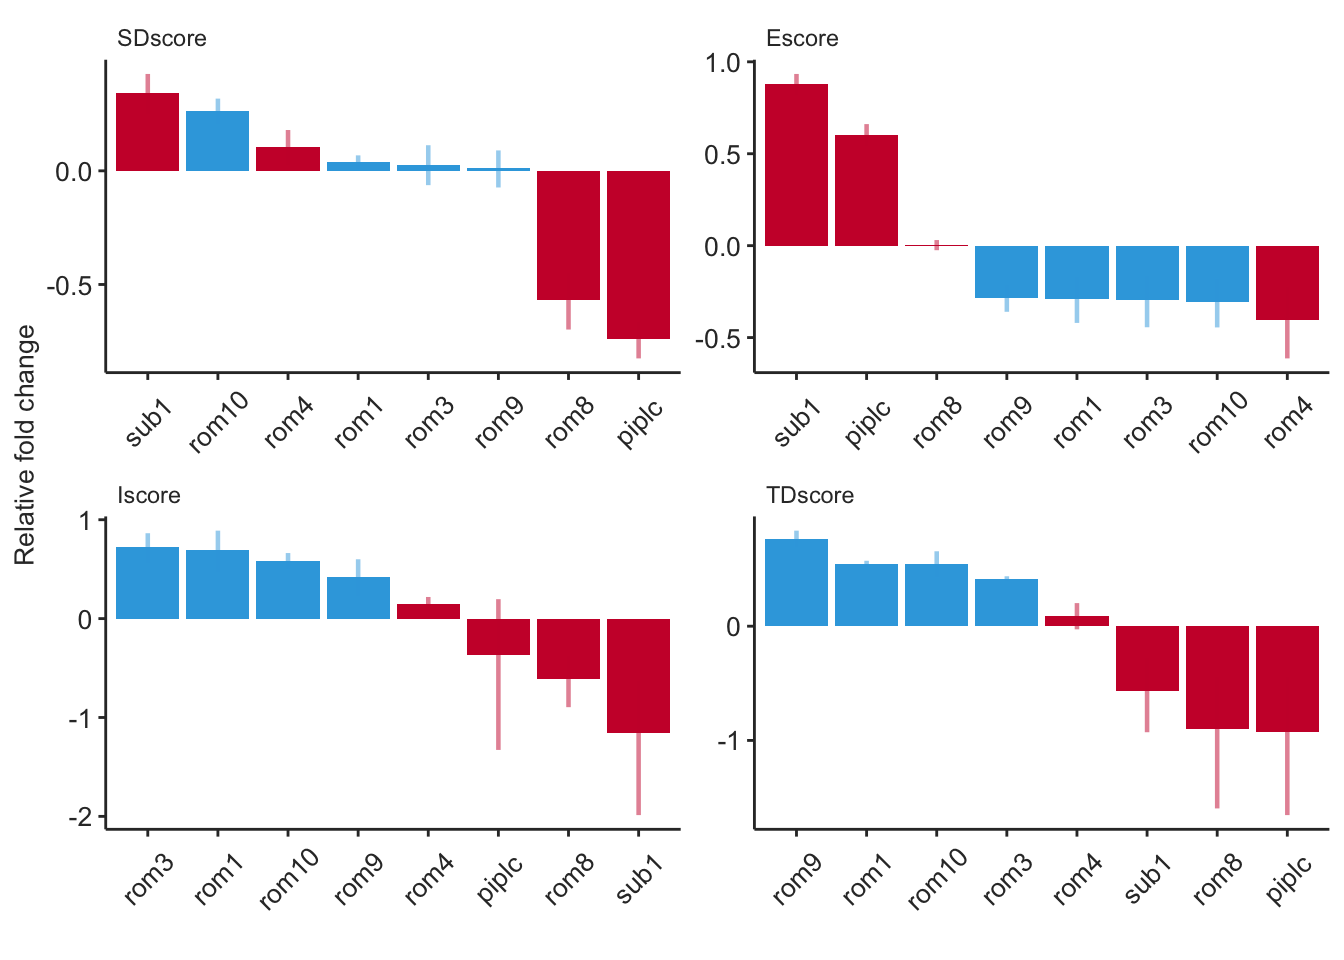 SDscore
0.0
-0.5
sub1 rom10 rom4 rom1 rom3 rom9 rom8 piplc
Escore
1.0
0.5
0.0
-0.5
sub1 piplc rom8 rom9 rom1 rom3 rom10 rom4
Relative fold change
Iscore
1
0
-1
-2
rom3 rom1 rom10 rom9 rom4 piplc rom8 sub1
TDscore
0
-1
rom9 rom1 rom10 rom3 rom4 sub1 rom8 piplc